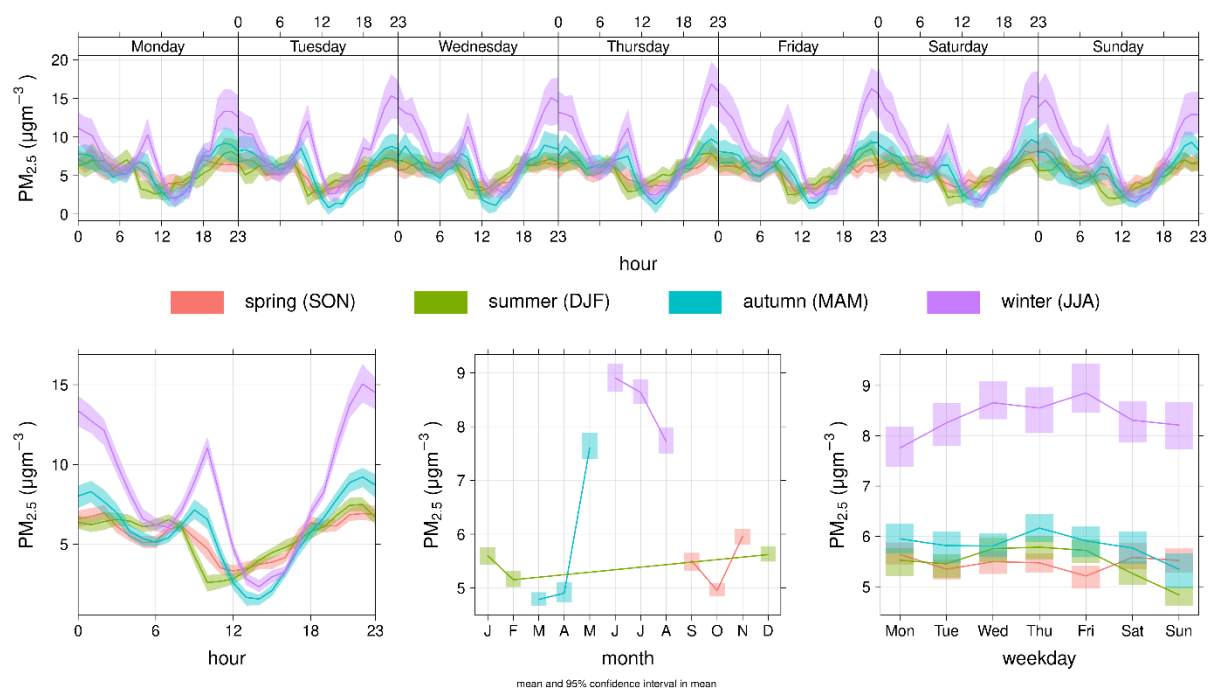 0 12 18 23 0 12 18 23 0 12 18 23
Monday Tuesday Wednesday Thursday Friday Saturday Sunday
20
15
10
5
0
PM2.5 (µgm−3)
0 6 12 18 23 0 6 12 18 23 0 6 12 18 23 0 6 12 18 23
hour
spring (SON) summer (DJF) autumn (MAM) winter (JJA)
15
10
5
PM2.5 (µgm−3)
0 6 12 18 23
hour
9
8
7
6
5
PM2.5 (µgm−3)
J F M A M J J A S O N D
month
9
8
7
6
5
PM2.5 (µgm−3)
Mon Tue Wed Thu Fri Sat Sun
weekday
mean and 95% confidence interval in mean